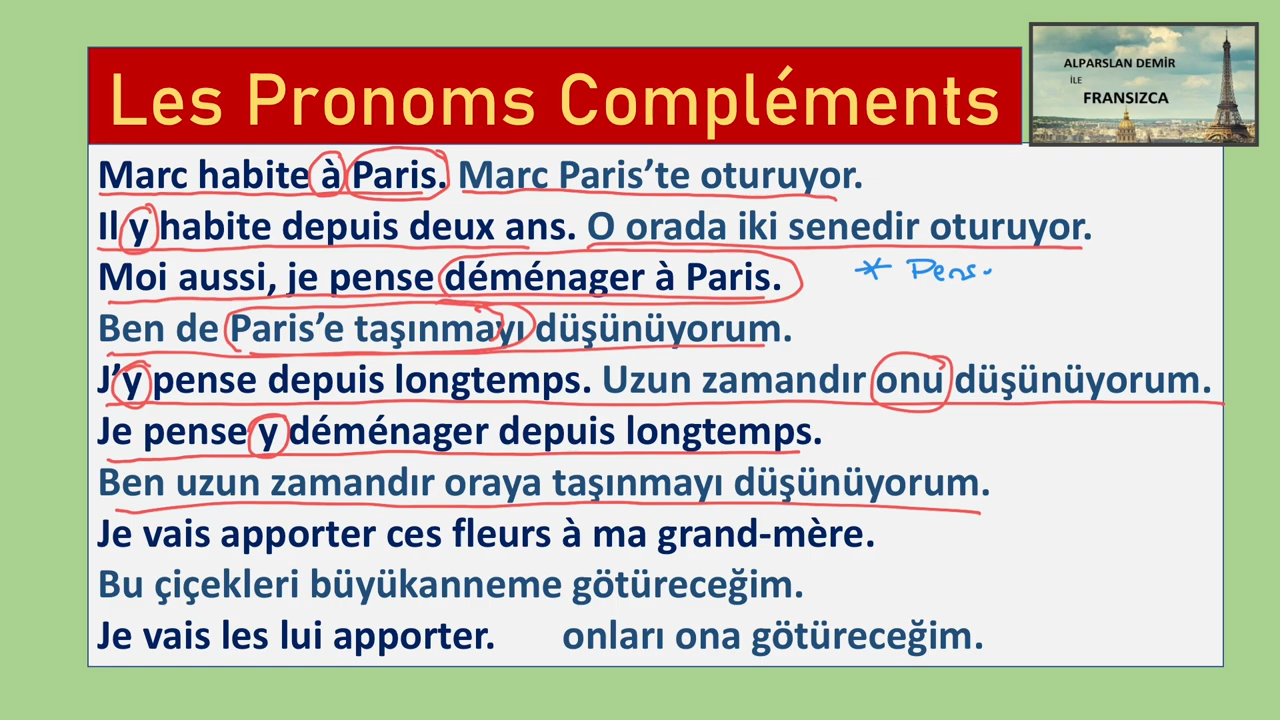 Les Pronoms Compléments
ALPARSLAN DEMİR
İLE
FRANSIZCA
Marc habite à Paris. Marc Paris'te oturuyor.
Il y habite depuis deux ans. O orada iki senedir oturuyor.
Moi aussi, je pense déménager à Paris. * Pens.
Ben de Paris'e taşınmayı düşünüyorum.
J'y pense depuis longtemps. Uzun zamandır onu düşünüyorum.
Je pense y déménager depuis longtemps.
Ben uzun zamandır oraya taşınmayı düşünüyorum.
Je vais apporter ces fleurs à ma grand-mère.
Bu çiçekleri büyükanneme götüreceğim.
Je vais les lui apporter. onları ona götüreceğim.